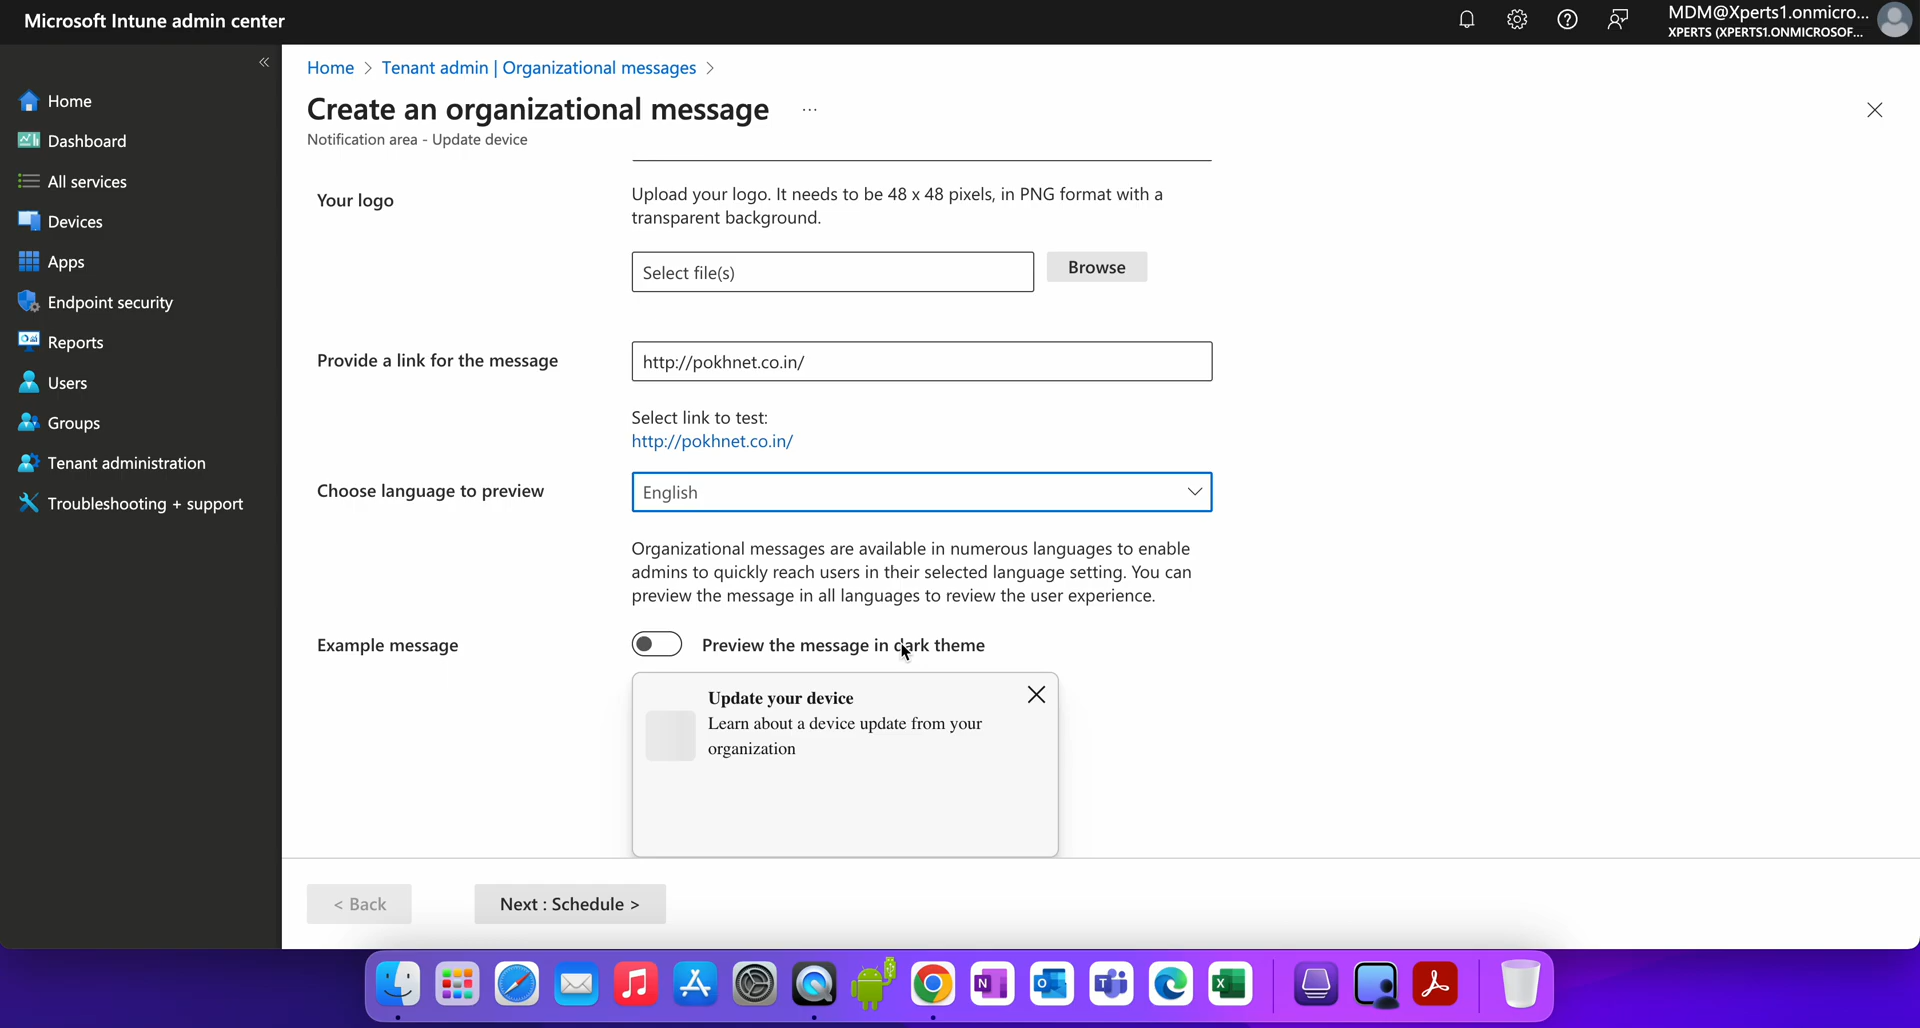 Microsoft Intune admin center
MDM@Xperts1.onmicro...
XPERTS (XPERTS1.ONMICROSOF...
«
Home
Dashboard
All services
Devices
Apps
Endpoint security
Reports
Users
Groups
Tenant administration
Troubleshooting + support
Home > Tenant admin | Organizational messages >
Create an organizational message ...
Notification area - Update device
Your logo
Upload your logo. It needs to be 48 x 48 pixels, in PNG format with a
transparent background.
Select file(s)
Browse
Provide a link for the message
http://pokhnet.co.in/
Select link to test:
http://pokhnet.co.in/
Choose language to preview
English
Organizational messages are available in numerous languages to enable
admins to quickly reach users in their selected language setting. You can
preview the message in all languages to review the user experience.
Example message
Preview the message in dark theme
Update your device
Learn about a device update from your
organization
< Back
Next : Schedule >